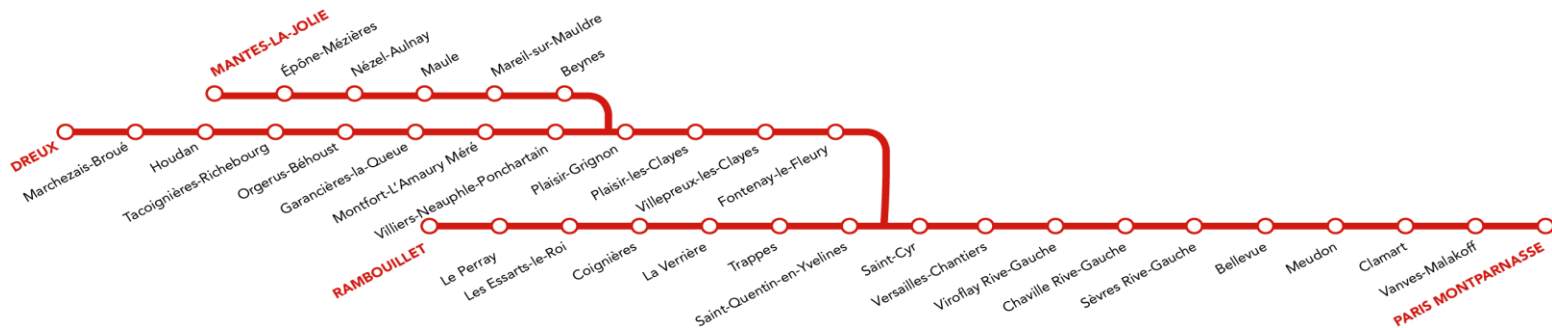 MANTES-LA-JOLIE
Épône-Mézières
Nézel-Aulnay
Maule
Mareil-sur-Mauldre
Beynes
DREUX
Marchezais-Broué
Houdan
Tacoignières-Richebourg
Orgerus-Béhoust
Garancières-la-Queue
Montfort-L'Amaury Méré
Villiers-Neauphle-Ponchartain
Plaisir-Grignon
Plaisir-les-Clayes
Villepreux-les-Clayes
Fontenay-le-Fleury
RAMBOUILLET
Le Perray
Les Essarts-le-Roi
Coignières
La Verrière
Trappes
Saint-Quentin-en-Yvelines
Saint-Cyr
Versailles-Chantiers
Viroflay Rive-Gauche
Chaville Rive-Gauche
Sèvres Rive-Gauche
Bellevue
Meudon
Clamart
Vanves-Malakoff
PARIS MONTPARNASSE